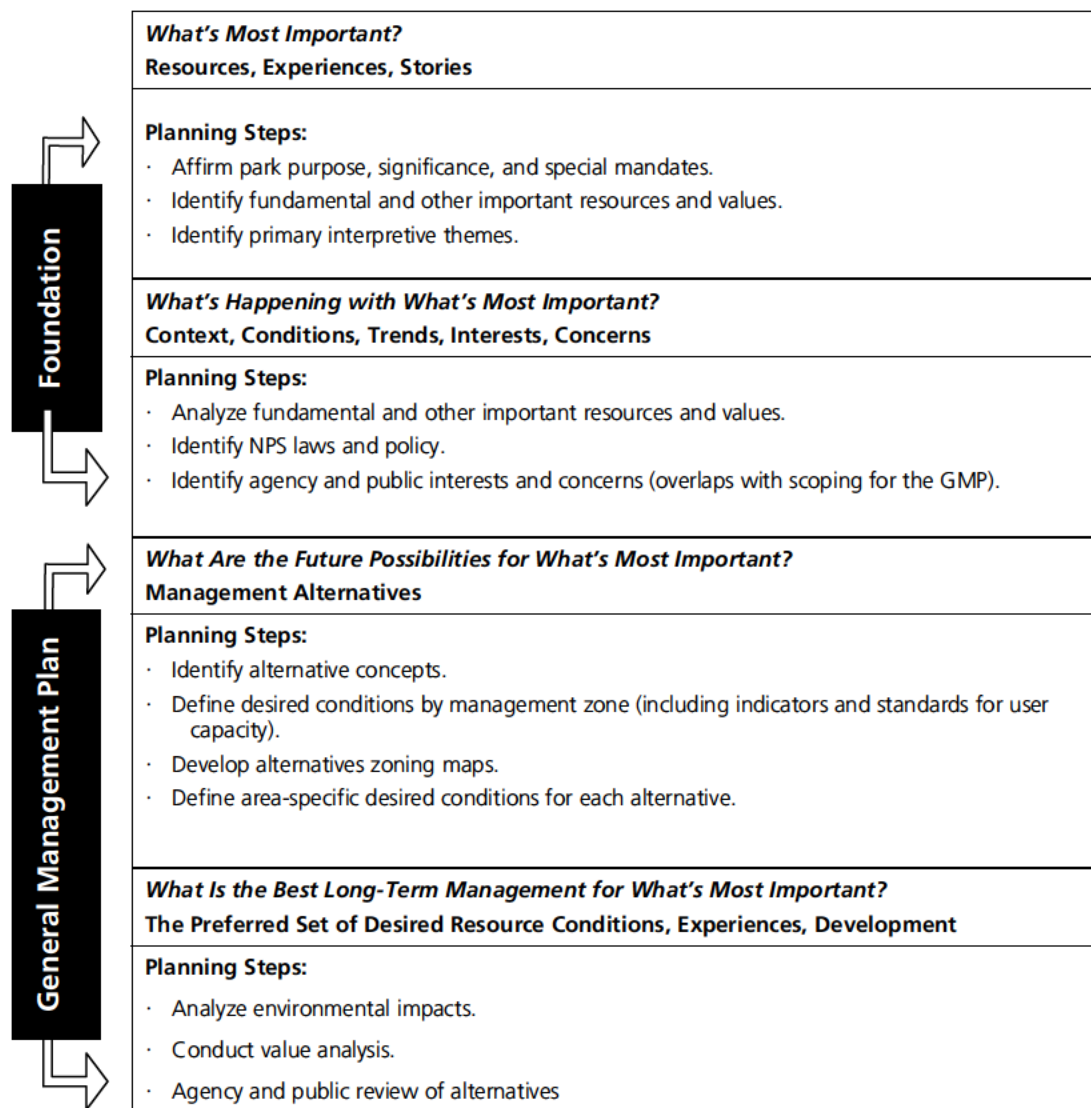 What's Most Important?
Resources, Experiences, Stories
Planning Steps:
· Affirm park purpose, significance, and special mandates.
· Identify fundamental and other important resources and values.
· Identify primary interpretive themes.
Foundation
What's Happening with What's Most Important?
Context, Conditions, Trends, Interests, Concerns
Planning Steps:
· Analyze fundamental and other important resources and values.
· Identify NPS laws and policy.
· Identify agency and public interests and concerns (overlaps with scoping for the GMP).
What Are the Future Possibilities for What's Most Important?
Management Alternatives
Planning Steps:
· Identify alternative concepts.
· Define desired conditions by management zone (including indicators and standards for user
capacity).
· Develop alternatives zoning maps.
· Define area-specific desired conditions for each alternative.
General Management Plan
What Is the Best Long-Term Management for What's Most Important?
The Preferred Set of Desired Resource Conditions, Experiences, Development
Planning Steps:
· Analyze environmental impacts.
· Conduct value analysis.
· Agency and public review of alternatives